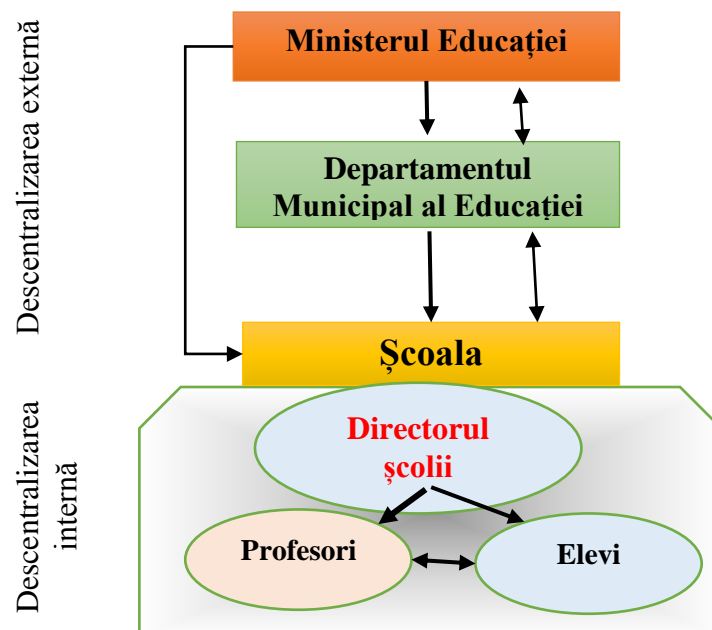 Descentralizarea externă
Ministerul Educației
Departamentul
Municipal al Educației
Școala
Descentralizarea
internă
Directorul
școlii
Profesori
Elevi